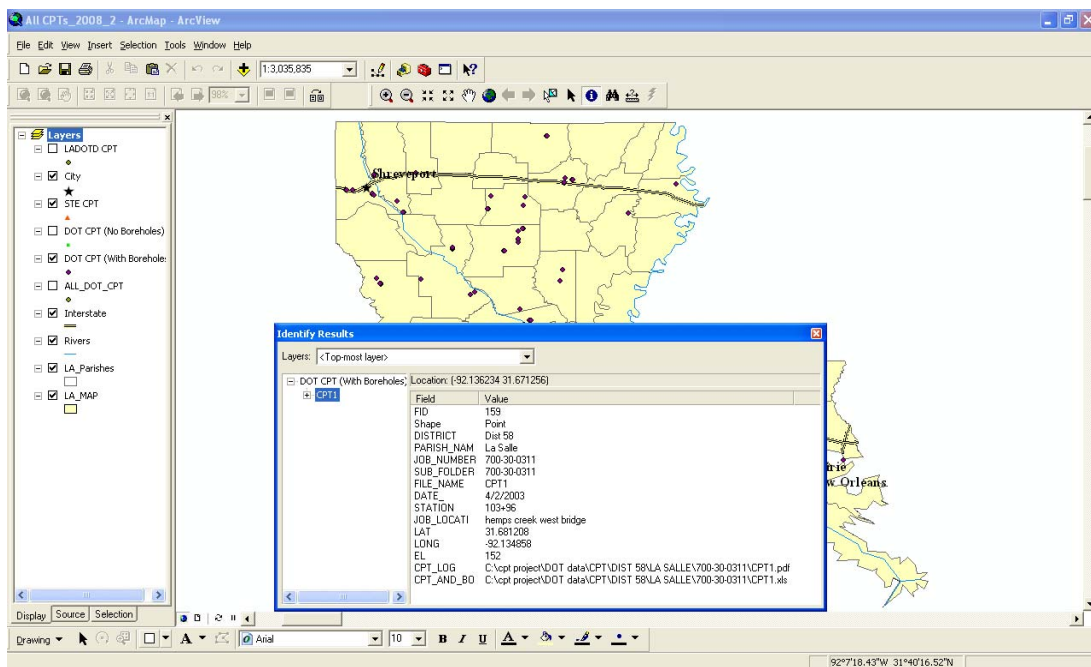 All CPTs_2008_2 - ArcMap - ArcView
File Edit View Insert Selection Tools Window Help
1:3,035,835
98%
Layers
LADOTD CPT
City
STE CPT
DOT CPT (No Boreholes)
DOT CPT (With Borehole:
ALL_DOT_CPT
Interstate
Rivers
LA_Parishes
LA_MAP
Shreveport
Identify Results
Layers: <Top-most layer>
DOT CPT (With Boreholes)
CPT1
Location: (-92.136234 31.671256)
Field Value
FID 159
Shape Point
DISTRICT Dist 58
PARISH_NAM La Salle
JOB_NUMBER 700-30-0311
SUB_FOLDER 700-30-0311
FILE_NAME CPT1
DATE_ 4/2/2003
STATION 103+96
JOB_LOCATI hemps creek west bridge
LAT 31.681208
LONG -92.134858
EL 152
CPT_LOG C:\cpt project\DOT data\CPT\DIST 58\LA SALLE\700-30-0311\CPT1.pdf
CPT_AND_BO C:\cpt project\DOT data\CPT\DIST 58\LA SALLE\700-30-0311\CPT1.xls
irie
w Orleans
Display Source Selection
Drawing A Arial 10 B I U A
92°7'18.43"W 31°40'16.52"N